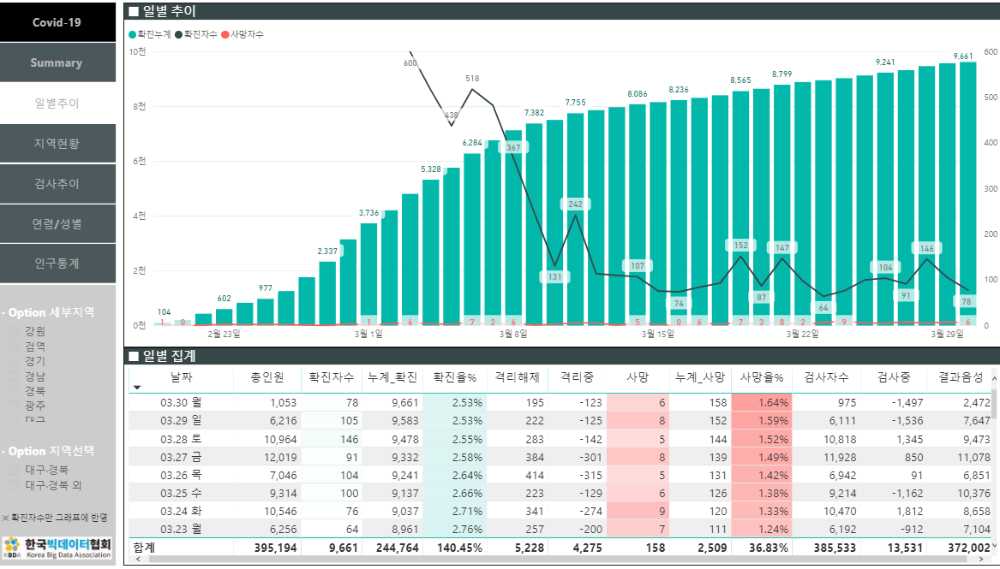 Covid-19
Summary
일별추이
지역현황
검사추이
연령/성별
인구통계
- Option 세부지역
강원
검역
경기
경남
경북
광주
대구
- Option 지역선택
대구·경북
대구·경북 외
※ 확진자수만 그래프에 반영
한국빅데이터협회
KBDA Korea Big Data Association
일별 추이
확진누계 확진자수 사망자수
10천 8천 6천 4천 2천 0천
600 500 400 300 200 100 0
104 602 977 2,337 3,736 5,328 6,284 7,382 7,755 8,086 8,236 8,565 8,799 9,241 9,661
600 438 518 367 131 242 107 74 152 87 147 64 104 91 146 78
1 0 1 6 7 2 6 5 0 6 7 3 8 2 9 6
2월 23일 3월 1일 3월 8일 3월 15일 3월 22일 3월 29일
일별 집계
날짜 총인원 확진자수 누계_확진 확진율% 격리해제 격리중 사망 누계_사망 사망율% 검사자수 검사중 결과음성
03.30 월 1,053 78 9,661 2.53% 195 -123 6 158 1.64% 975 -1,497 2,472
03.29 일 6,216 105 9,583 2.53% 222 -125 8 152 1.59% 6,111 -1,536 7,647
03.28 토 10,964 146 9,478 2.55% 283 -142 5 144 1.52% 10,818 1,345 9,473
03.27 금 12,019 91 9,332 2.58% 384 -301 8 139 1.49% 11,928 850 11,078
03.26 목 7,046 104 9,241 2.64% 414 -315 5 131 1.42% 6,942 91 6,851
03.25 수 9,314 100 9,137 2.66% 223 -129 6 126 1.38% 9,214 -1,162 10,376
03.24 화 10,546 76 9,037 2.71% 341 -274 9 120 1.33% 10,470 1,812 8,658
03.23 월 6,256 64 8,961 2.76% 257 -200 7 111 1.24% 6,192 -912 7,104
합계 395,194 9,661 244,764 140.45% 5,228 4,275 158 2,509 36.83% 385,533 13,531 372,002